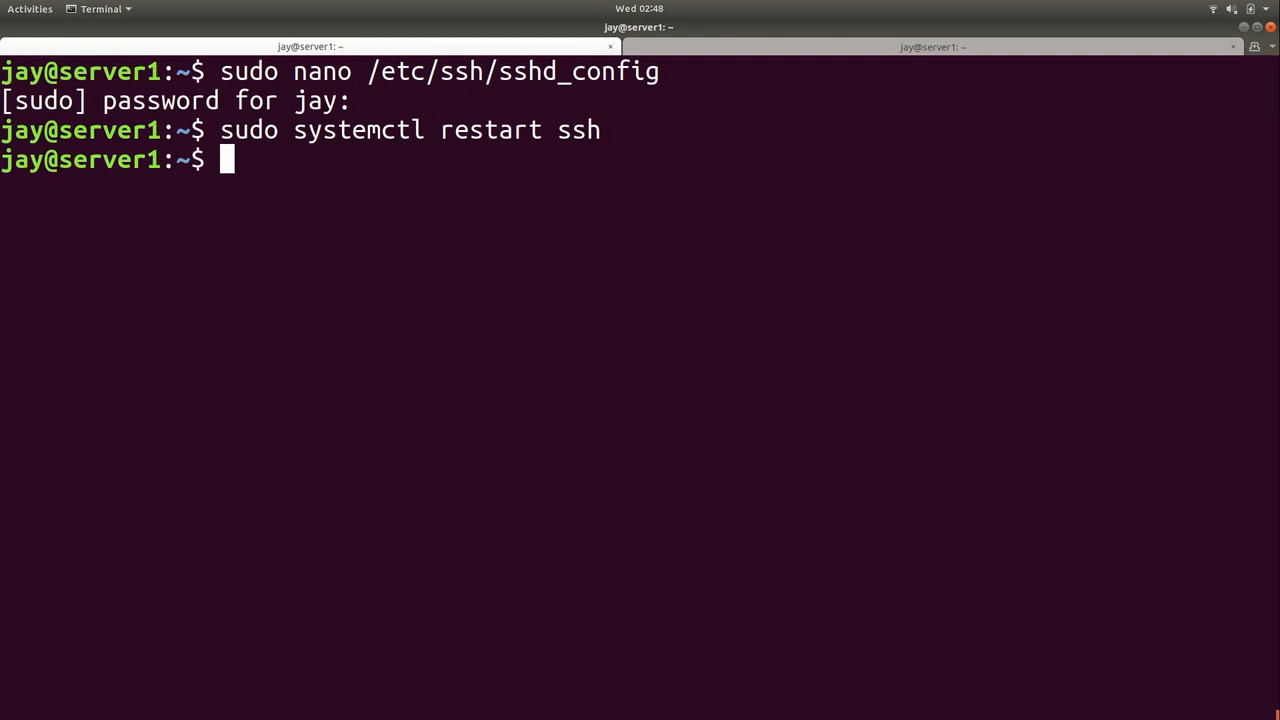 Activities Terminal Wed 02:48
jay@server1: ~
jay@server1: ~ × jay@server1: ~ ×
jay@server1:~$ sudo nano /etc/ssh/sshd_config
[sudo] password for jay:
jay@server1:~$ sudo systemctl restart ssh
jay@server1:~$